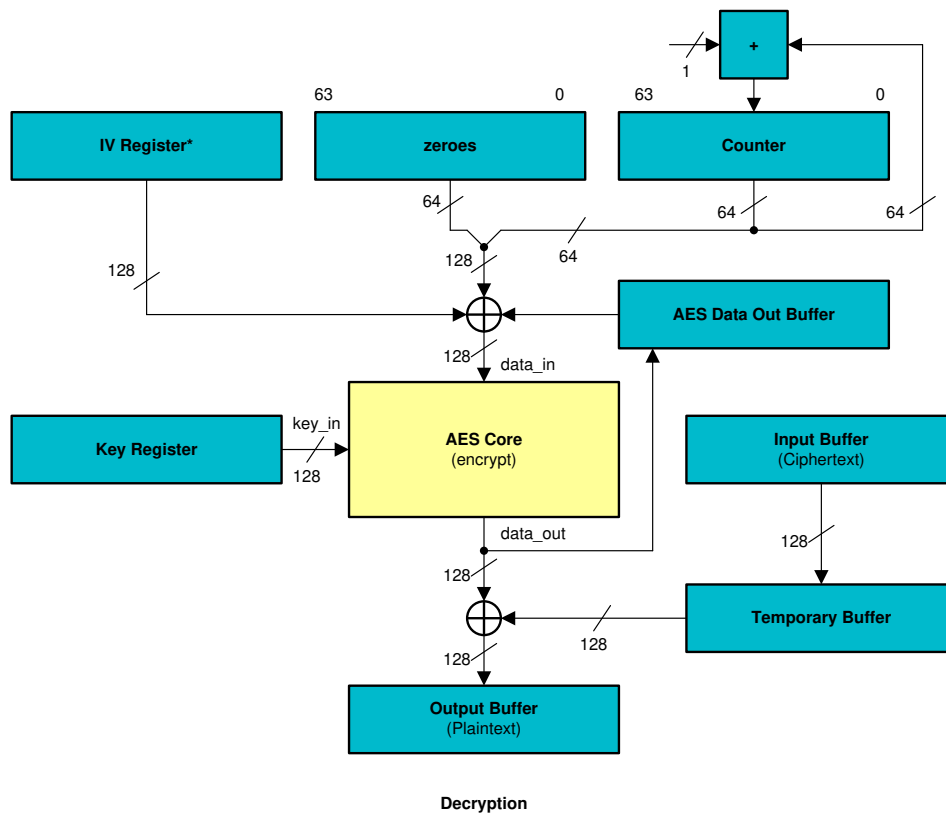 +
1
63
0
63
0
IV Register*
zeroes
Counter
64
64
64
64
128
128
AES Data Out Buffer
128
data_in
key_in
Key Register
128
AES Core
(encrypt)
Input Buffer
(Ciphertext)
data_out
128
128
Temporary Buffer
128
128
Output Buffer
(Plaintext)
Decryption